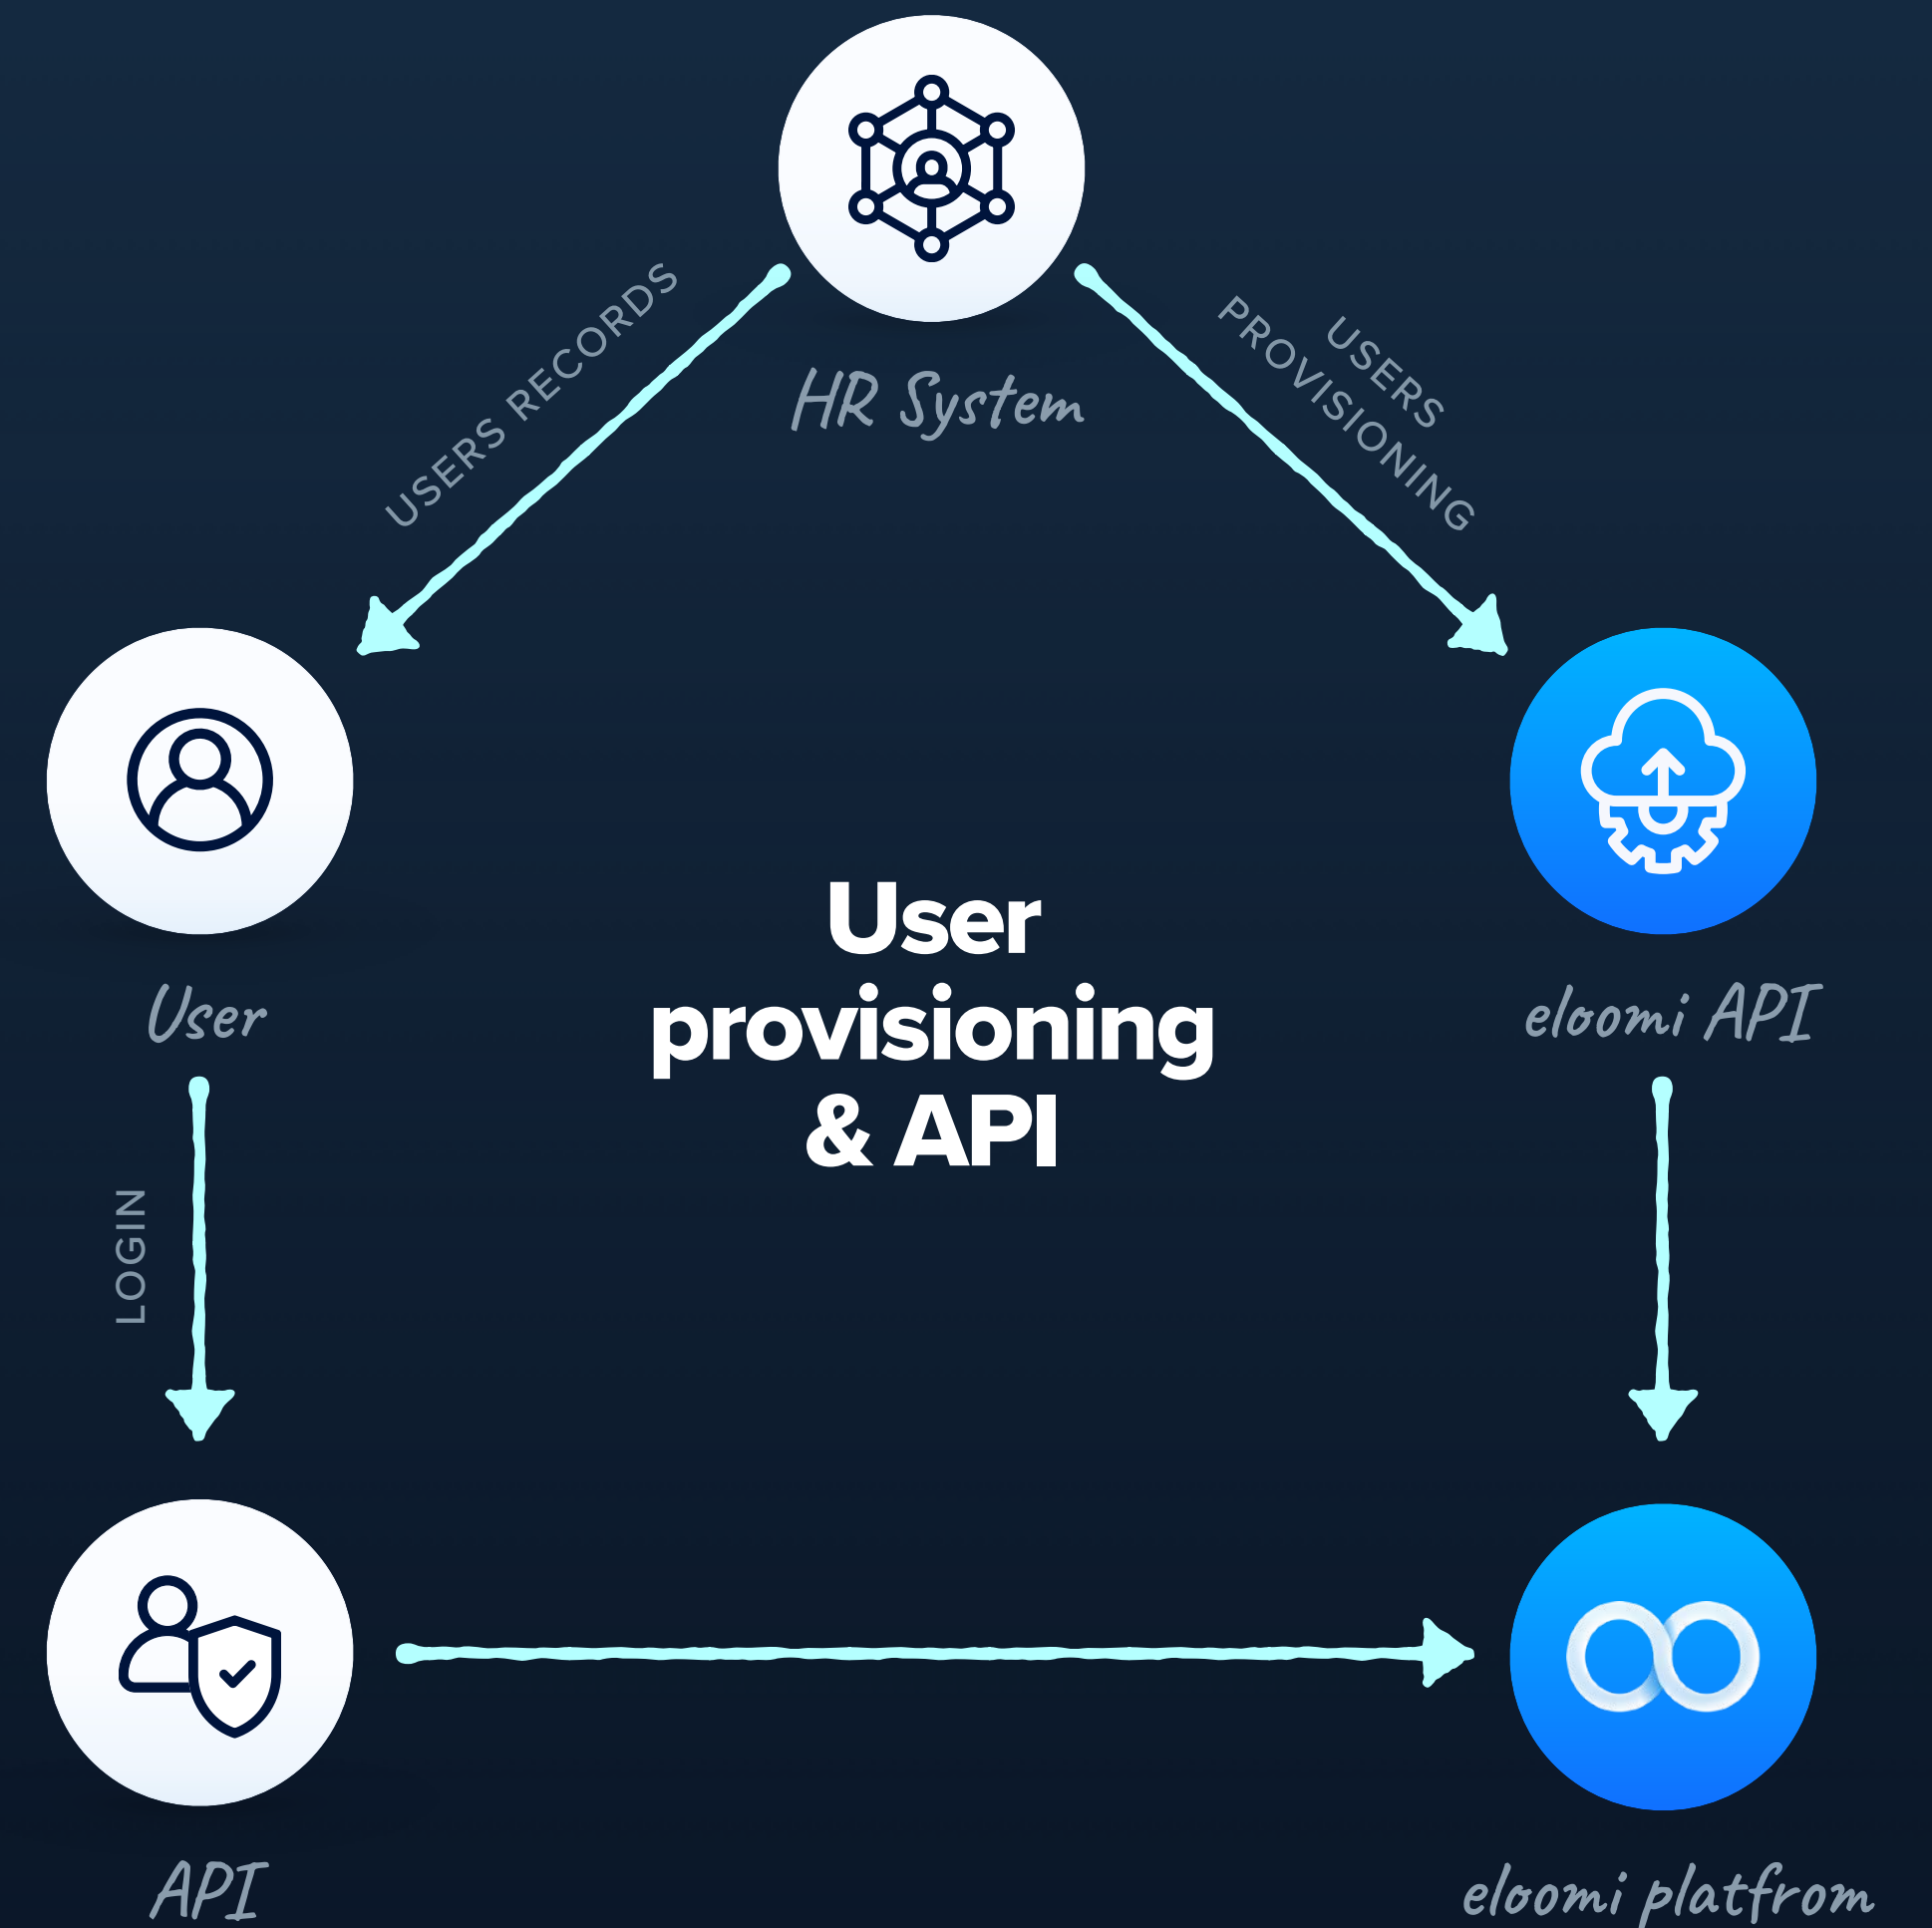 HR System
USERS RECORDS
USERS
PROVISIONING
User
eloomi API
User
provisioning
& API
LOGIN
API
eloomi platfrom